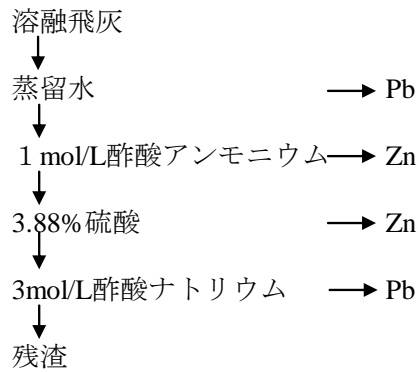 溶融飛灰
蒸留水 Pb
1 mol/L酢酸アンモニウム Zn
3.88%硫酸 Zn
3mol/L酢酸ナトリウム Pb
残渣